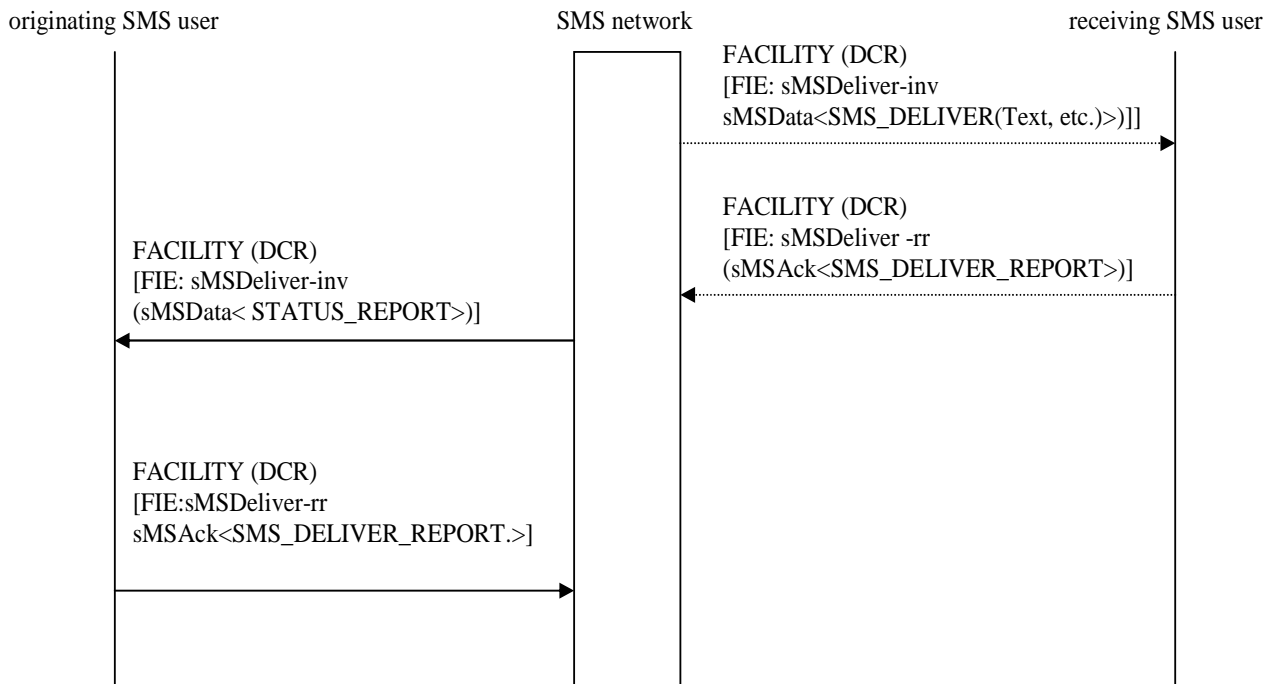 originating SMS user
SMS network
receiving SMS user
FACILITY (DCR)
[FIE: sMSDeliver-inv
sMSData<SMS_DELIVER(Text, etc.)>)]]
FACILITY (DCR)
[FIE: sMSDeliver -rr
(sMSAck<SMS_DELIVER_REPORT>)]
FACILITY (DCR)
[FIE: sMSDeliver-inv
(sMSData< STATUS_REPORT>)]
FACILITY (DCR)
[FIE:sMSDeliver-rr
sMSAck<SMS_DELIVER_REPORT.>]